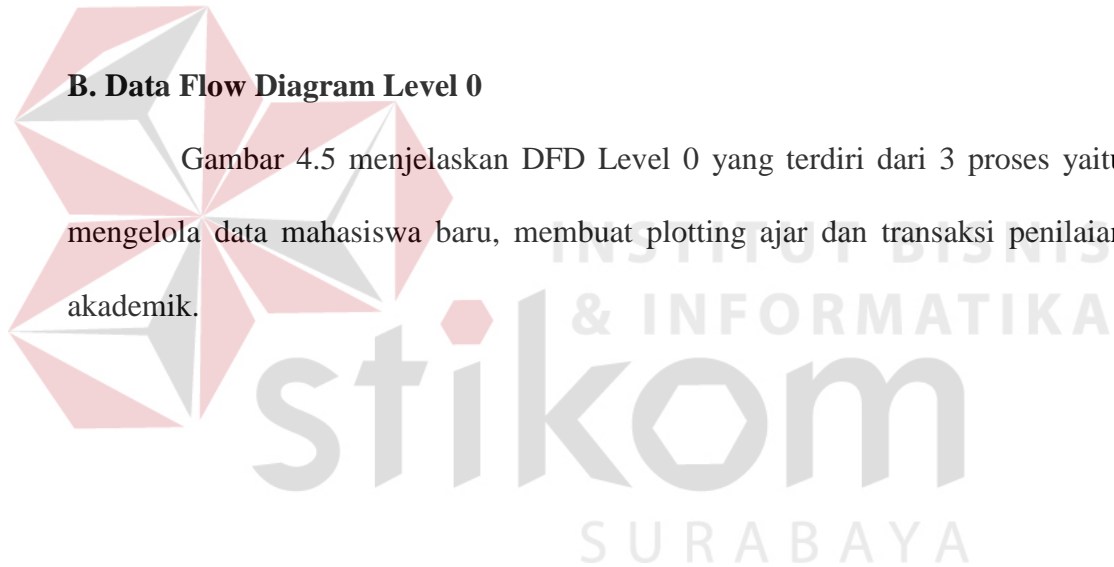 B. Data Flow Diagram Level 0
Gambar 4.5 menjelaskan DFD Level 0 yang terdiri dari 3 proses yaitu
mengelola data mahasiswa baru, membuat plotting ajar dan transaksi penilaian
akademik.
INSTITUT BISNIS
& INFORMATIKA
stikom
SURABAYA